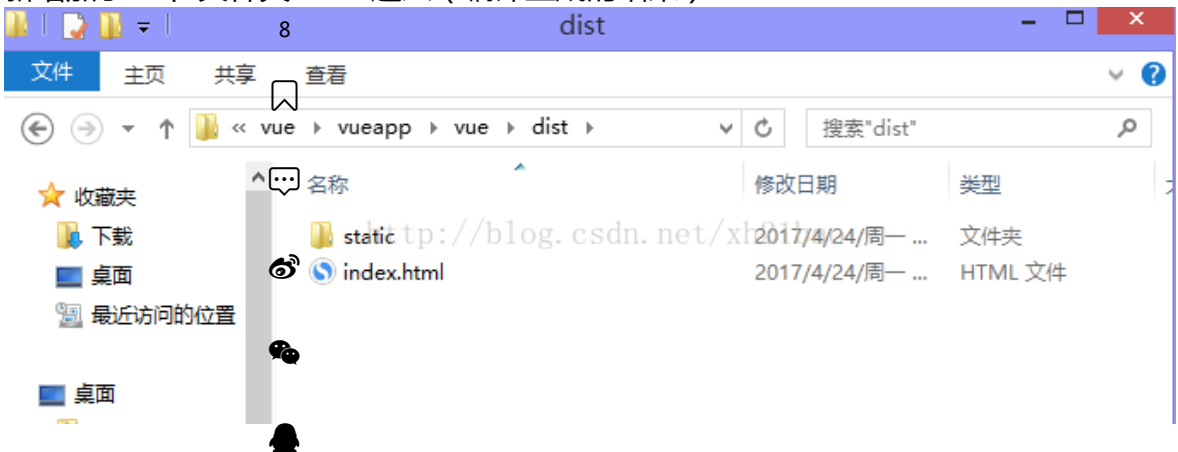 8
dist
文件 主页 共享 查看
« vue vueapp vue dist 搜索"dist"
收藏夹 名称 修改日期 类型
下载 static 2017/4/24/周一 ... 文件夹
http://blog.csdn.net/xh
桌面 index.html 2017/4/24/周一 ... HTML 文件
最近访问的位置
桌面